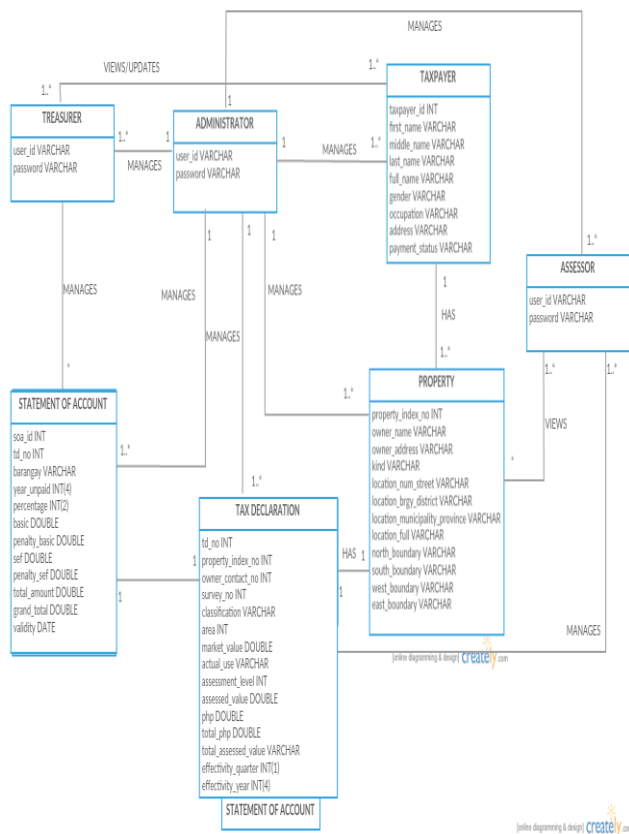 MANAGES
VIEWS/UPDATES
1..*
1..*
1
TAXPAYER
taxpayer_id INT
first_name VARCHAR
middle_name VARCHAR
last_name VARCHAR
full_name VARCHAR
gender VARCHAR
occupation VARCHAR
address VARCHAR
payment_status VARCHAR
TREASURER
user_id VARCHAR
password VARCHAR
1..*
1
MANAGES
ADMINISTRATOR
user_id VARCHAR
password VARCHAR
1
1..*
MANAGES
1
1
1
1..*
ASSESSOR
user_id VARCHAR
password VARCHAR
MANAGES
MANAGES
MANAGES
MANAGES
1
HAS
1..*
*
1..*
1..*
1..*
VIEWS
PROPERTY
property_index_no INT
owner_name VARCHAR
owner_address VARCHAR
kind VARCHAR
location_num_street VARCHAR
location_brgy_district VARCHAR
location_municipality_province VARCHAR
location_full VARCHAR
north_boundary VARCHAR
south_boundary VARCHAR
west_boundary VARCHAR
east_boundary VARCHAR
*
STATEMENT OF ACCOUNT
soa_id INT
td_no INT
barangay VARCHAR
year_unpaid INT(4)
percentage INT(2)
basic DOUBLE
penalty_basic DOUBLE
sef DOUBLE
penalty_sef DOUBLE
total_amount DOUBLE
grand_total DOUBLE
validity DATE
1..*
1..*
TAX DECLARATION
td_no INT
property_index_no INT
owner_contact_no INT
survey_no INT
classification VARCHAR
area INT
market_value DOUBLE
actual_use VARCHAR
assessment_level INT
assessed_value DOUBLE
php DOUBLE
total_php DOUBLE
total_assessed_value VARCHAR
effectivity_quarter INT(1)
effectivity_year INT(4)
HAS
1
1
1
1
MANAGES
[online diagramming & design] creately.com
STATEMENT OF ACCOUNT
[online diagramming & design] creately.com